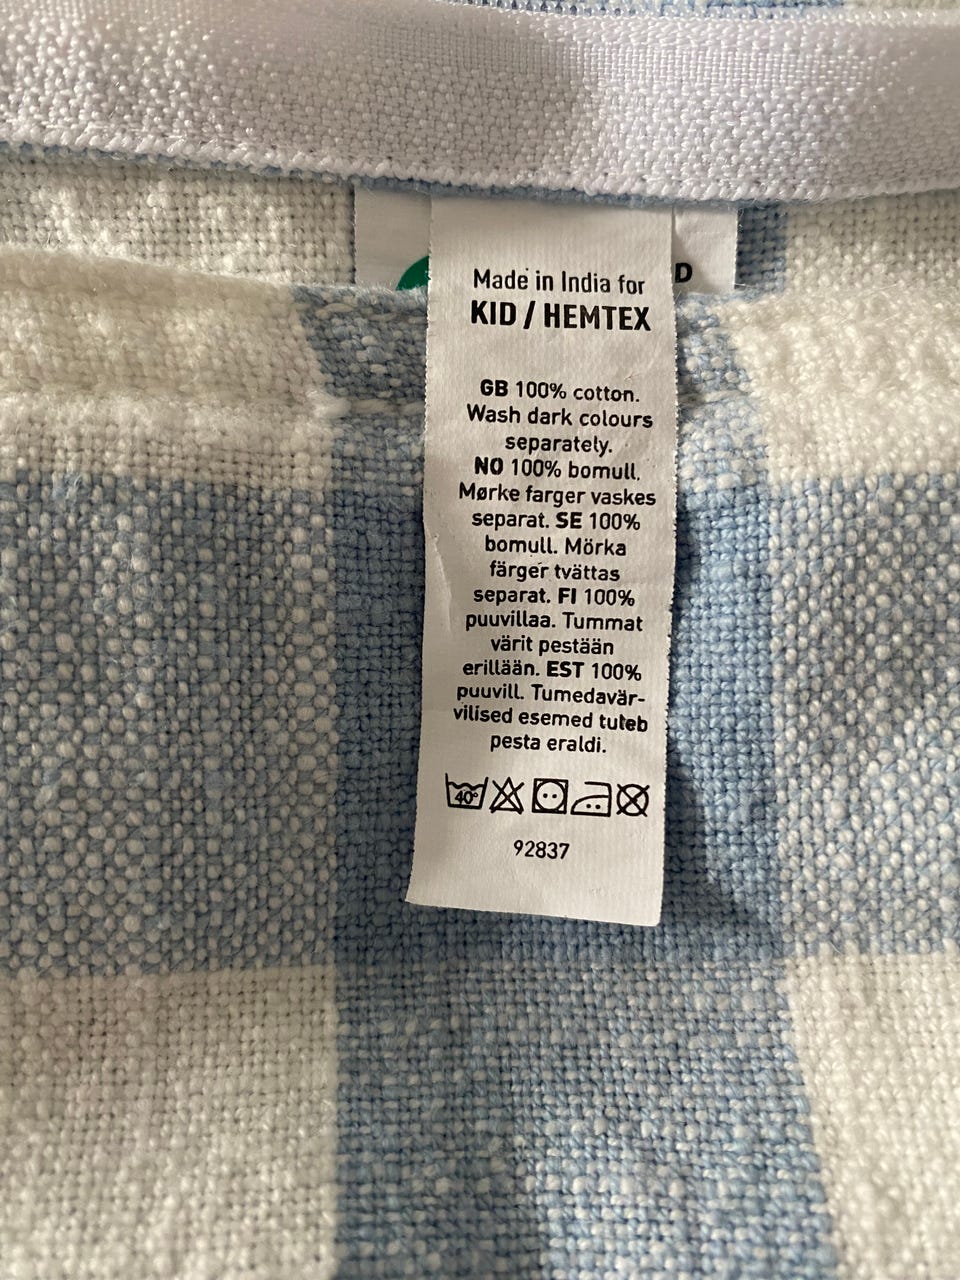 D
Made in India for
KID / HEMTEX
GB 100% cotton.
Wash dark colours
separately.
NO 100% bomull.
Mørke farger vaskes
separat. SE 100%
bomull. Mörka
färger tvättas
separat. FI 100%
puuvillaa. Tummat
värit pestään
erillään. EST 100%
puuvill. Tumedavär-
vilised esemed tuleb
pesta eraldi.
40°
92837